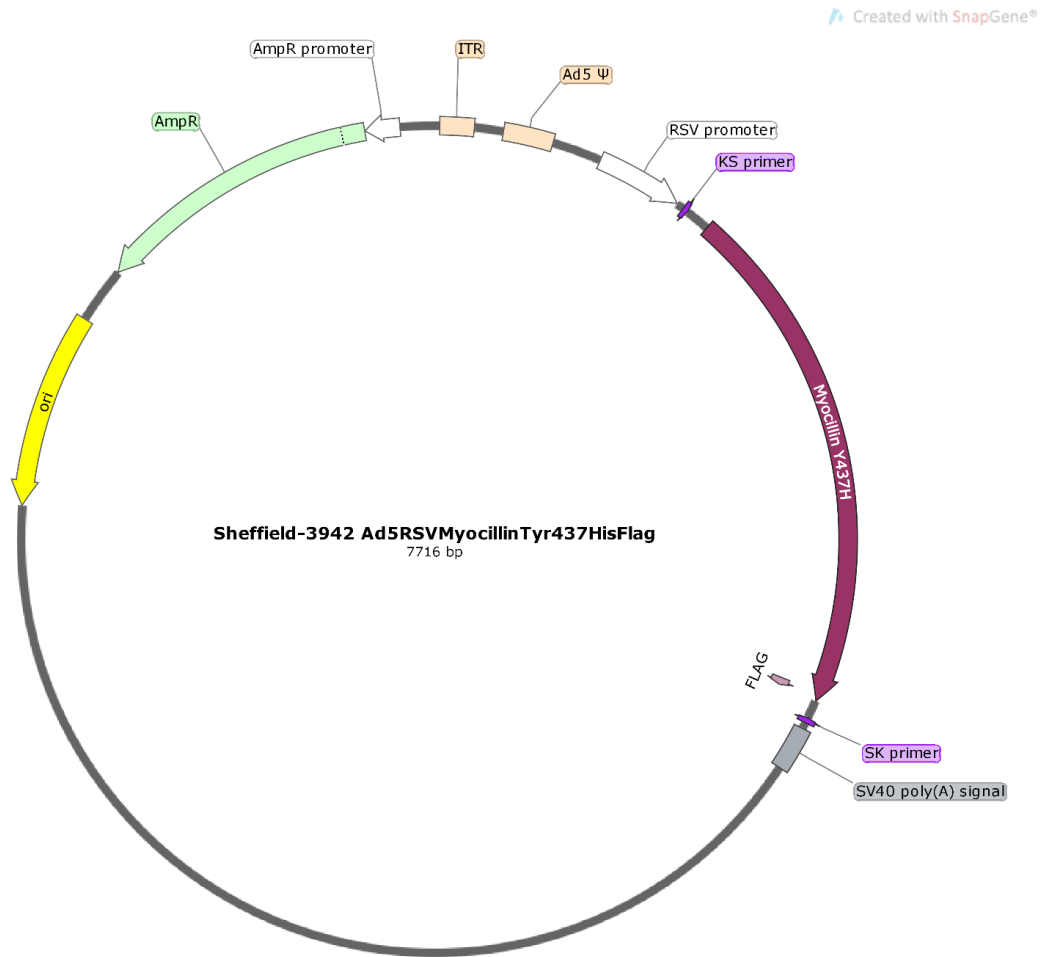 Created with SnapGene®
AmpR promoter
ITR
Ad5 Ψ
AmpR
RSV promoter
KS primer
ori
Myocillin Y437H
Sheffield-3942 Ad5RSVMyocillinTyr437HisFlag
7716 bp
FLAG
SK primer
SV40 poly(A) signal